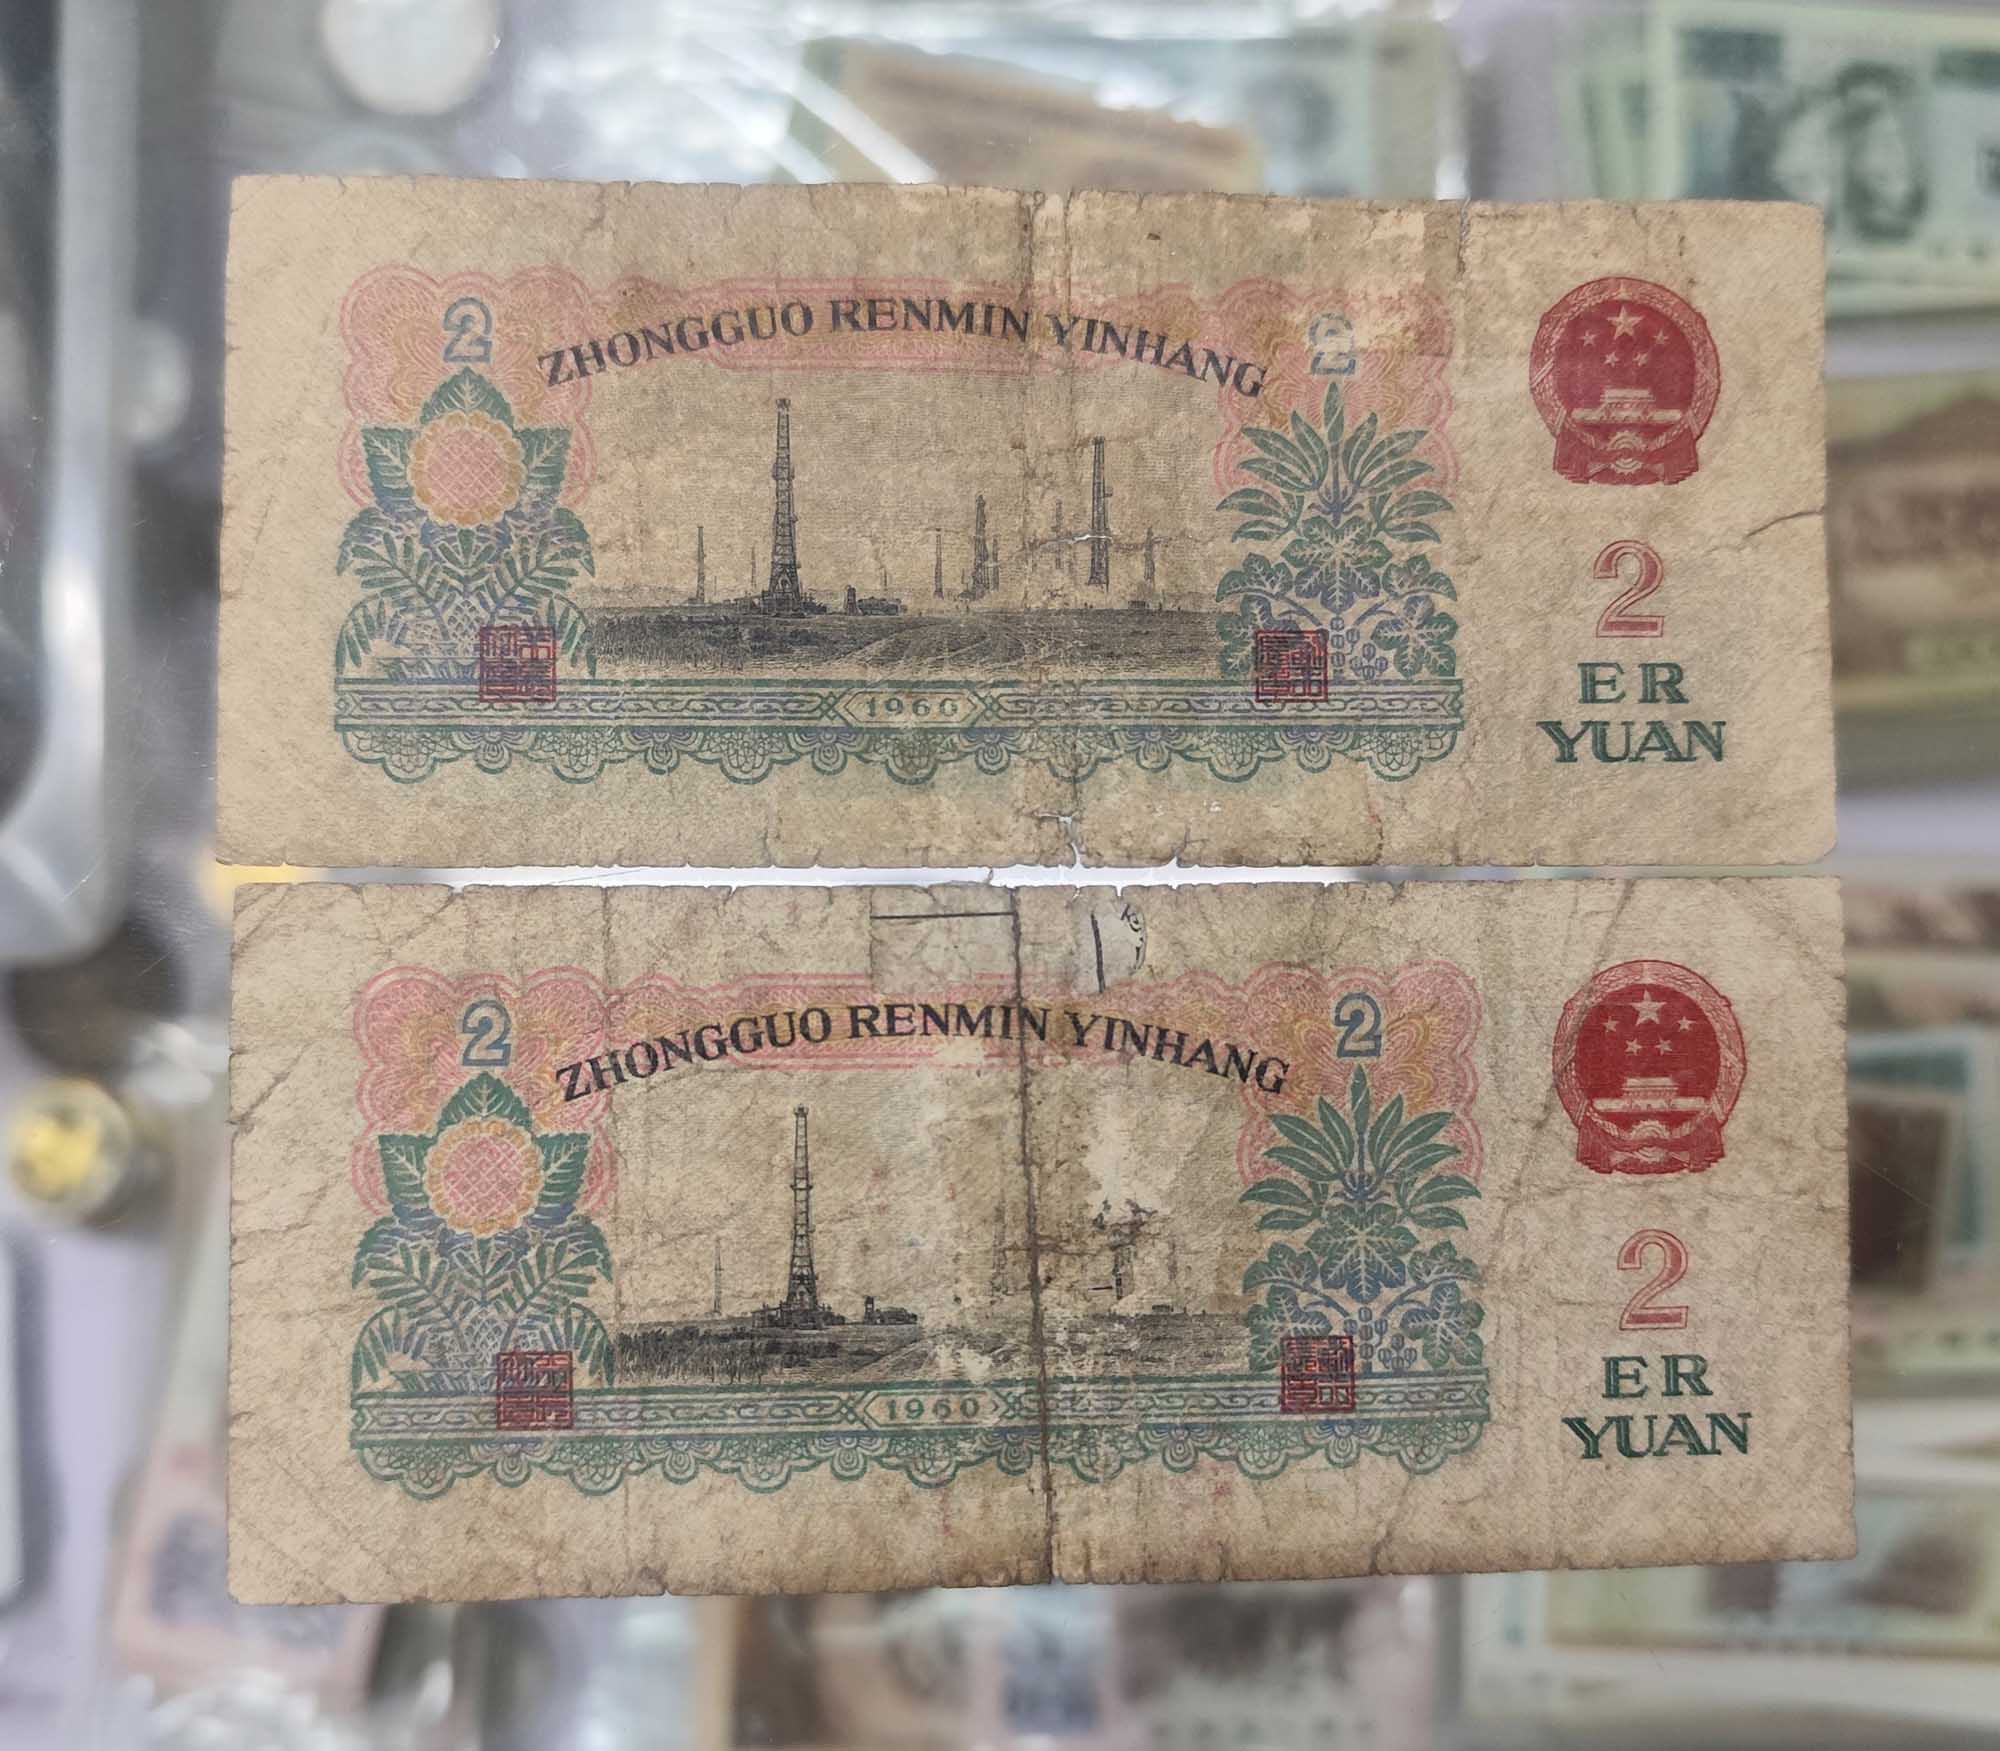 2
ZHONGGUO RENMIN YINHANG
2
2
ER
YUAN
1960
2
ZHONGGUO RENMIN YINHANG
2
2
ER
YUAN
1960